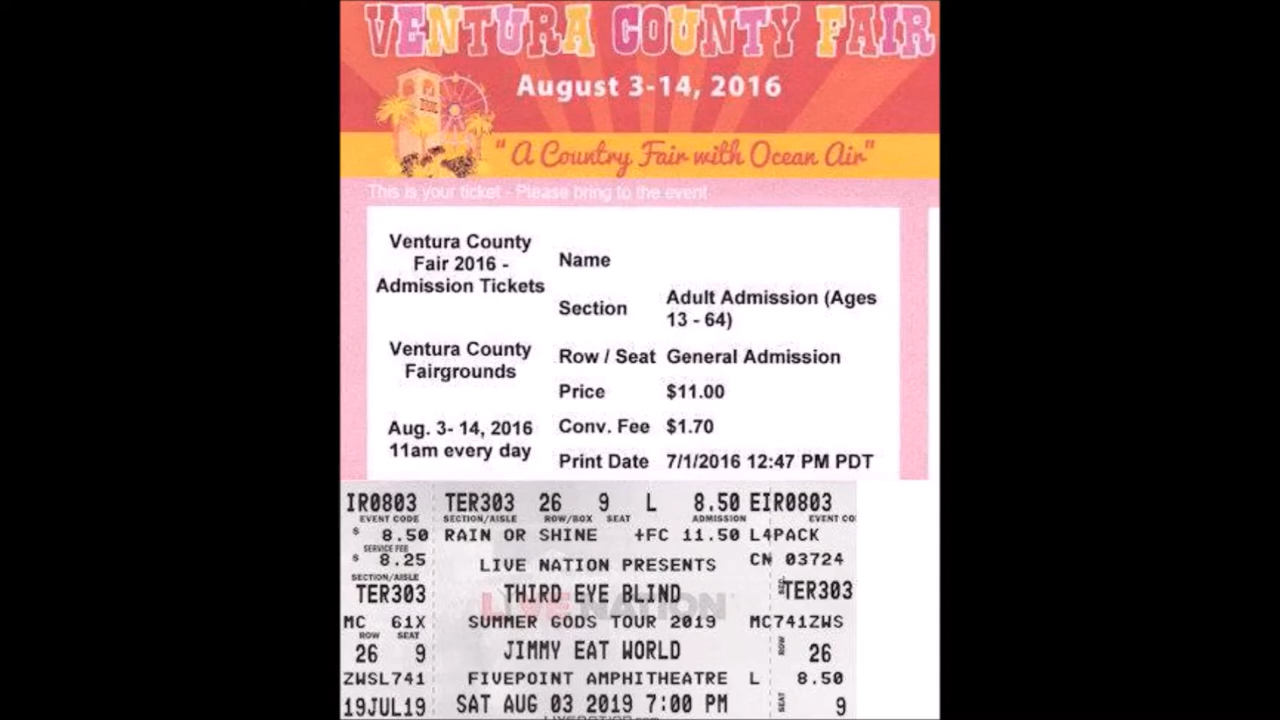 VENTURA COUNTY FAIR
August 3-14, 2016
"A Country Fair with Ocean Air"
This is your ticket - Please bring to the event
Ventura County
Fair 2016 -
Admission Tickets
Ventura County
Fairgrounds
Aug. 3- 14, 2016
11am every day
Name
Section Adult Admission (Ages
13 - 64)
Row / Seat General Admission
Price $11.00
Conv. Fee $1.70
Print Date 7/1/2016 12:47 PM PDT
IR0803 TER303 26 9 L 8.50 EIR0803
EVENT CODE SECTION/AISLE ROW/BOX SEAT ADMISSION EVENT CO
$ 8.50 RAIN OR SHINE +FC 11.50 L4PACK
SERVICE FEE
$ 8.25 LIVE NATION PRESENTS CN 03724
SECTION/AISLE
TER303 THIRD EYE BLIND TER303
LIVE NATION
MC 61X SUMMER GODS TOUR 2019 MC741ZWS
ROW SEAT
26 9 JIMMY EAT WORLD ROW 26
ZWSL741 FIVEPOINT AMPHITHEATRE L 8.50
19JUL19 SAT AUG 03 2019 7:00 PM SEAT 9